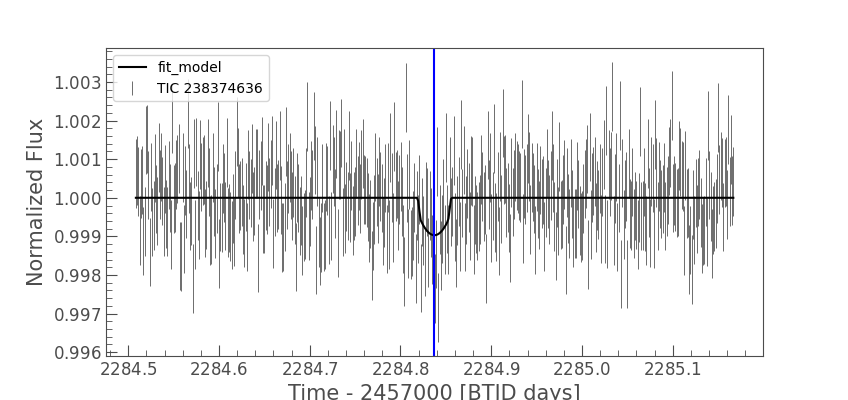 fit_model
TIC 238374636
Normalized Flux
1.003
1.002
1.001
1.000
0.999
0.998
0.997
0.996
2284.5 2284.6 2284.7 2284.8 2284.9 2285.0 2285.1
Time - 2457000 [BTJD days]